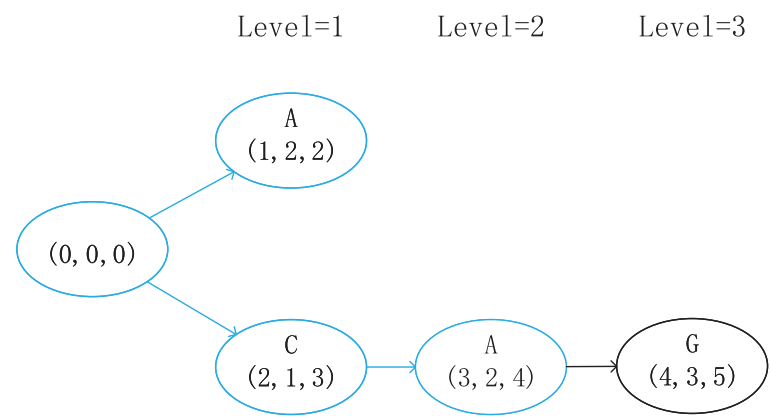 Level=1 Level=2 Level=3
A
(1,2,2)
(0,0,0)
C
(2,1,3)
A
(3,2,4)
G
(4,3,5)